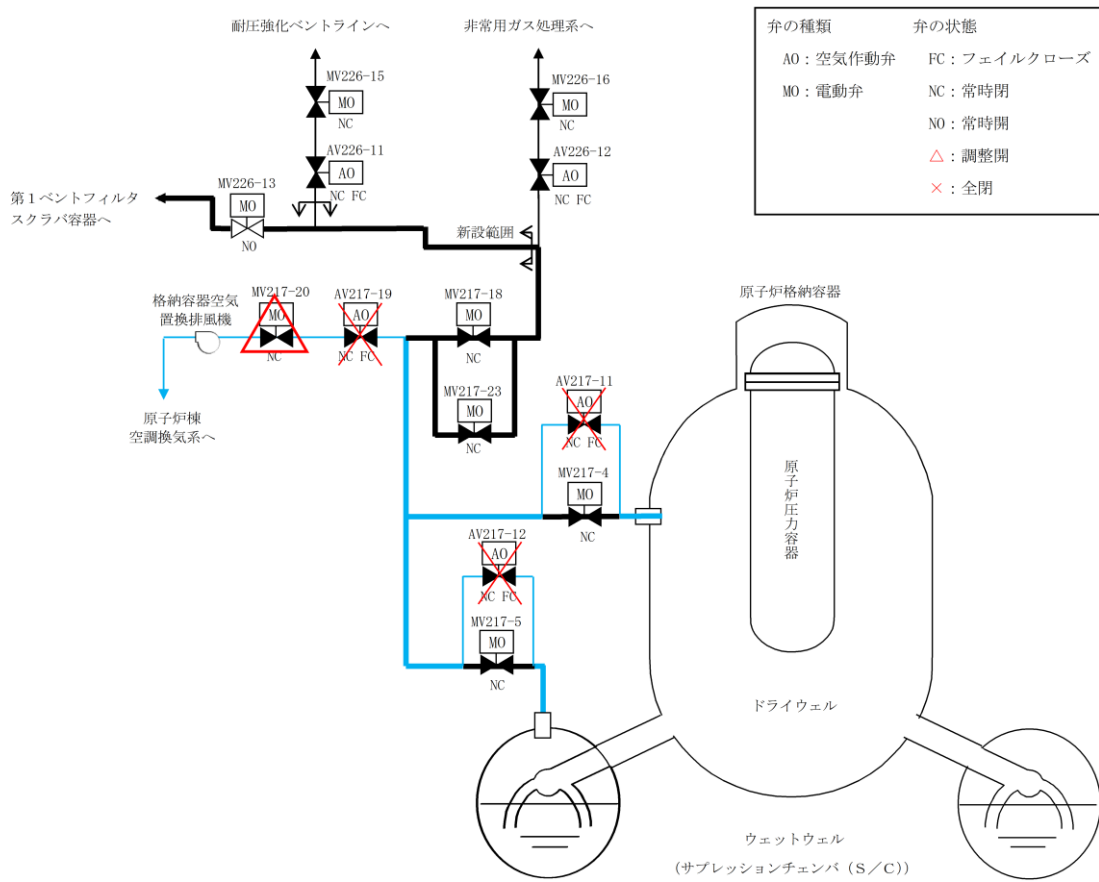 耐圧強化ベントラインへ
非常用ガス処理系へ
弁の種類
弁の状態
AO：空気作動弁
FC：フェイルクローズ
MO：電動弁
NC：常時閉
NO：常時開
△：調整開
×：全閉
MV226-15
MO
NC
MV226-16
MO
NC
AV226-11
AO
NC FC
AV226-12
AO
NC FC
MV226-13
MO
NO
第１ベントフィルタ
スクラバ容器へ
新設範囲
格納容器空気
置換排風機
MV217-20
MO
NC
AV217-19
AO
NC FC
MV217-18
MO
NC
原子炉格納容器
MV217-23
MO
NC
AV217-11
AO
NC FC
原子炉棟
空調換気系へ
原子炉圧力容器
MV217-4
MO
NC
AV217-12
AO
NC FC
MV217-5
MO
NC
ドライウェル
ウェットウェル
（サプレッションチェンバ（Ｓ／Ｃ））